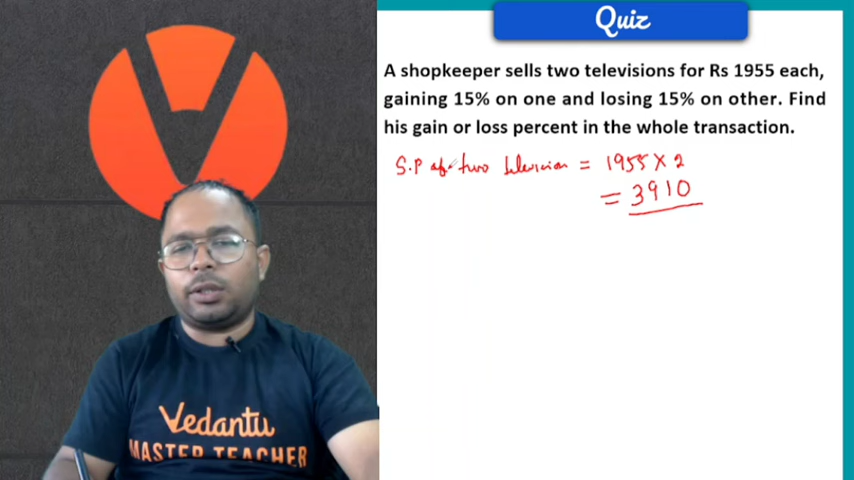 Quiz
A shopkeeper sells two televisions for Rs 1955 each,
gaining 15% on one and losing 15% on other. Find
his gain or loss percent in the whole transaction.
S.P of two television = 1955 × 2
= 3910
Vedantu
MASTER TEACHER